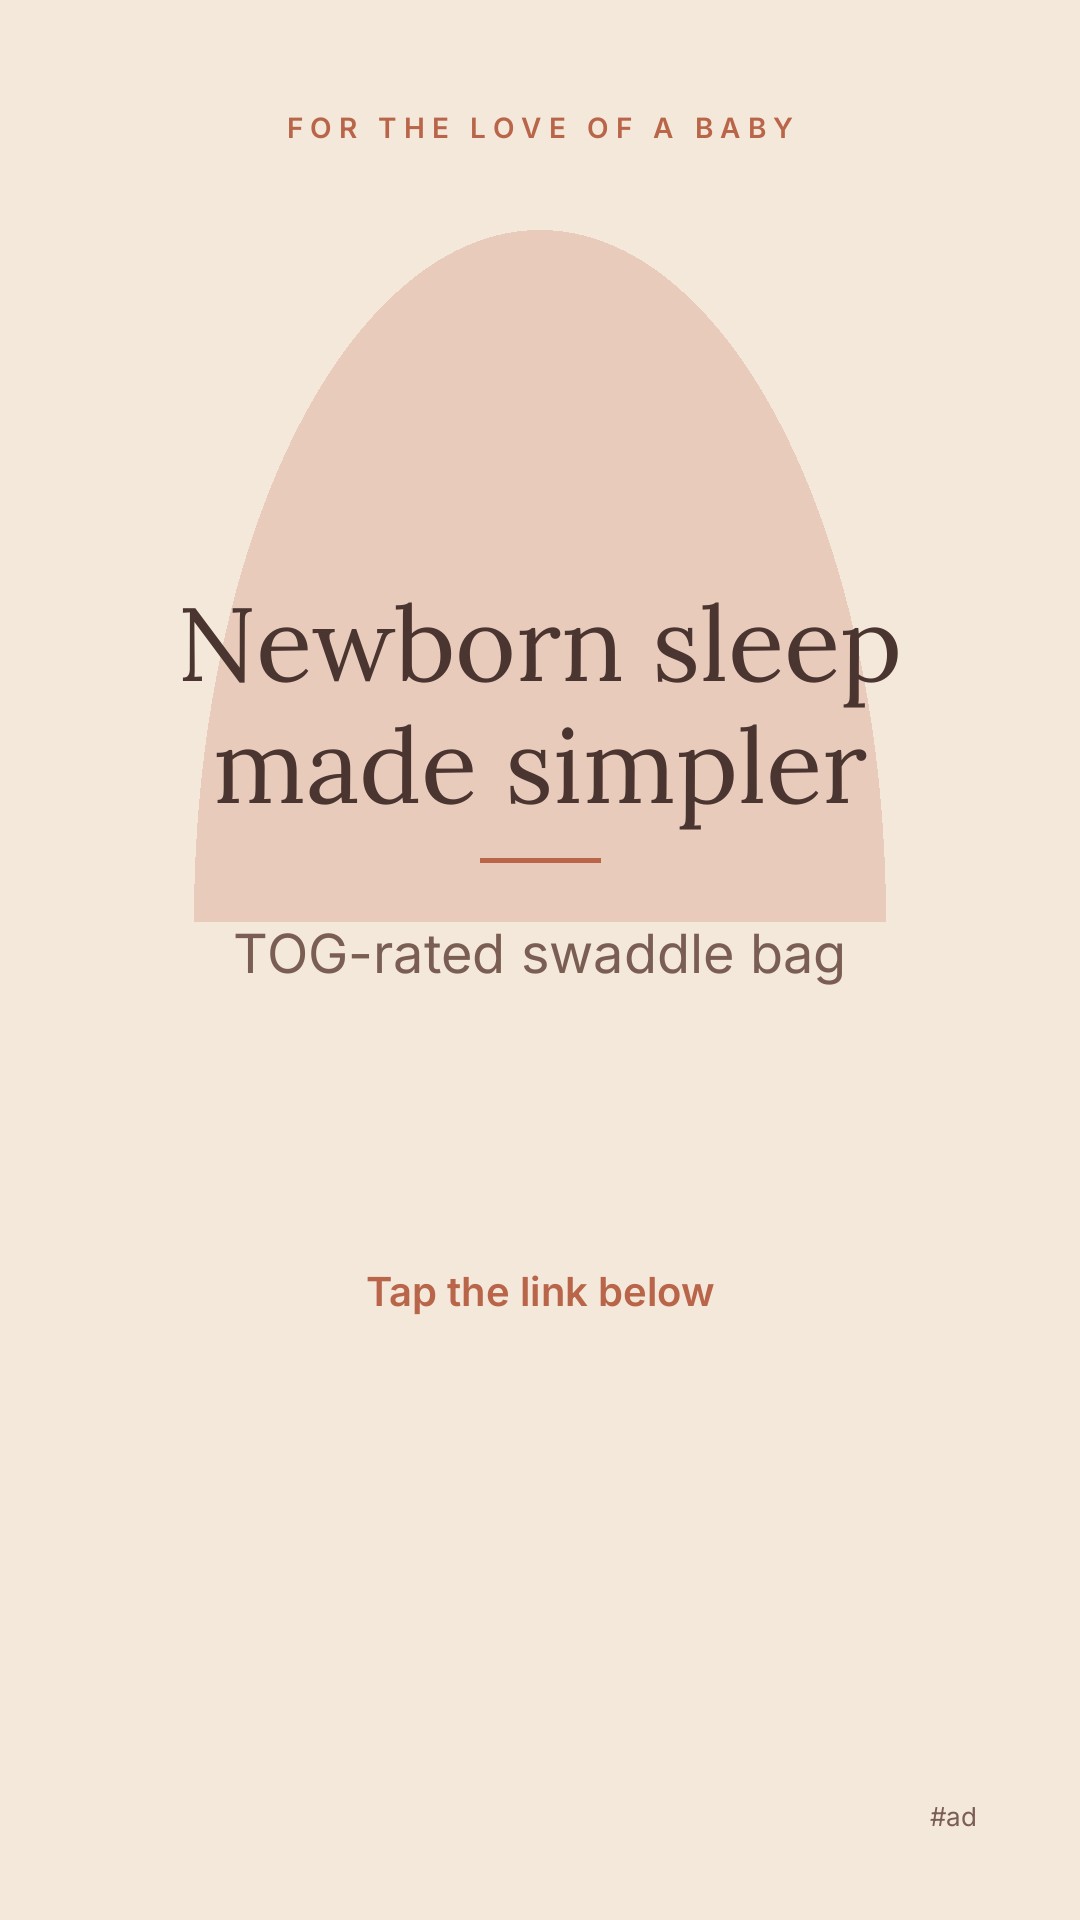 FOR THE LOVE OF A BABY
Newborn sleep
made simpler
TOG-rated swaddle bag
Tap the link below
#ad